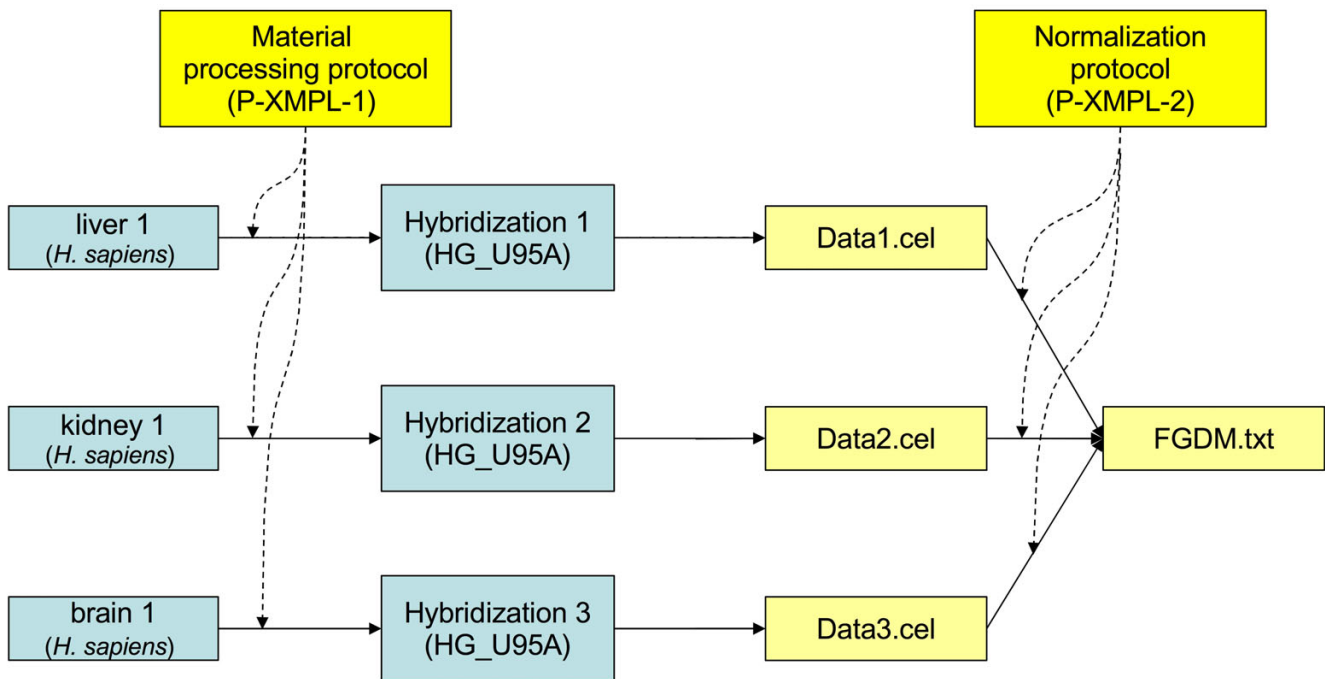 Material
processing protocol
(P-XMPL-1)
Normalization
protocol
(P-XMPL-2)
liver 1
(H. sapiens)
Hybridization 1
(HG_U95A)
Data1.cel
kidney 1
(H. sapiens)
Hybridization 2
(HG_U95A)
Data2.cel
FGDM.txt
brain 1
(H. sapiens)
Hybridization 3
(HG_U95A)
Data3.cel